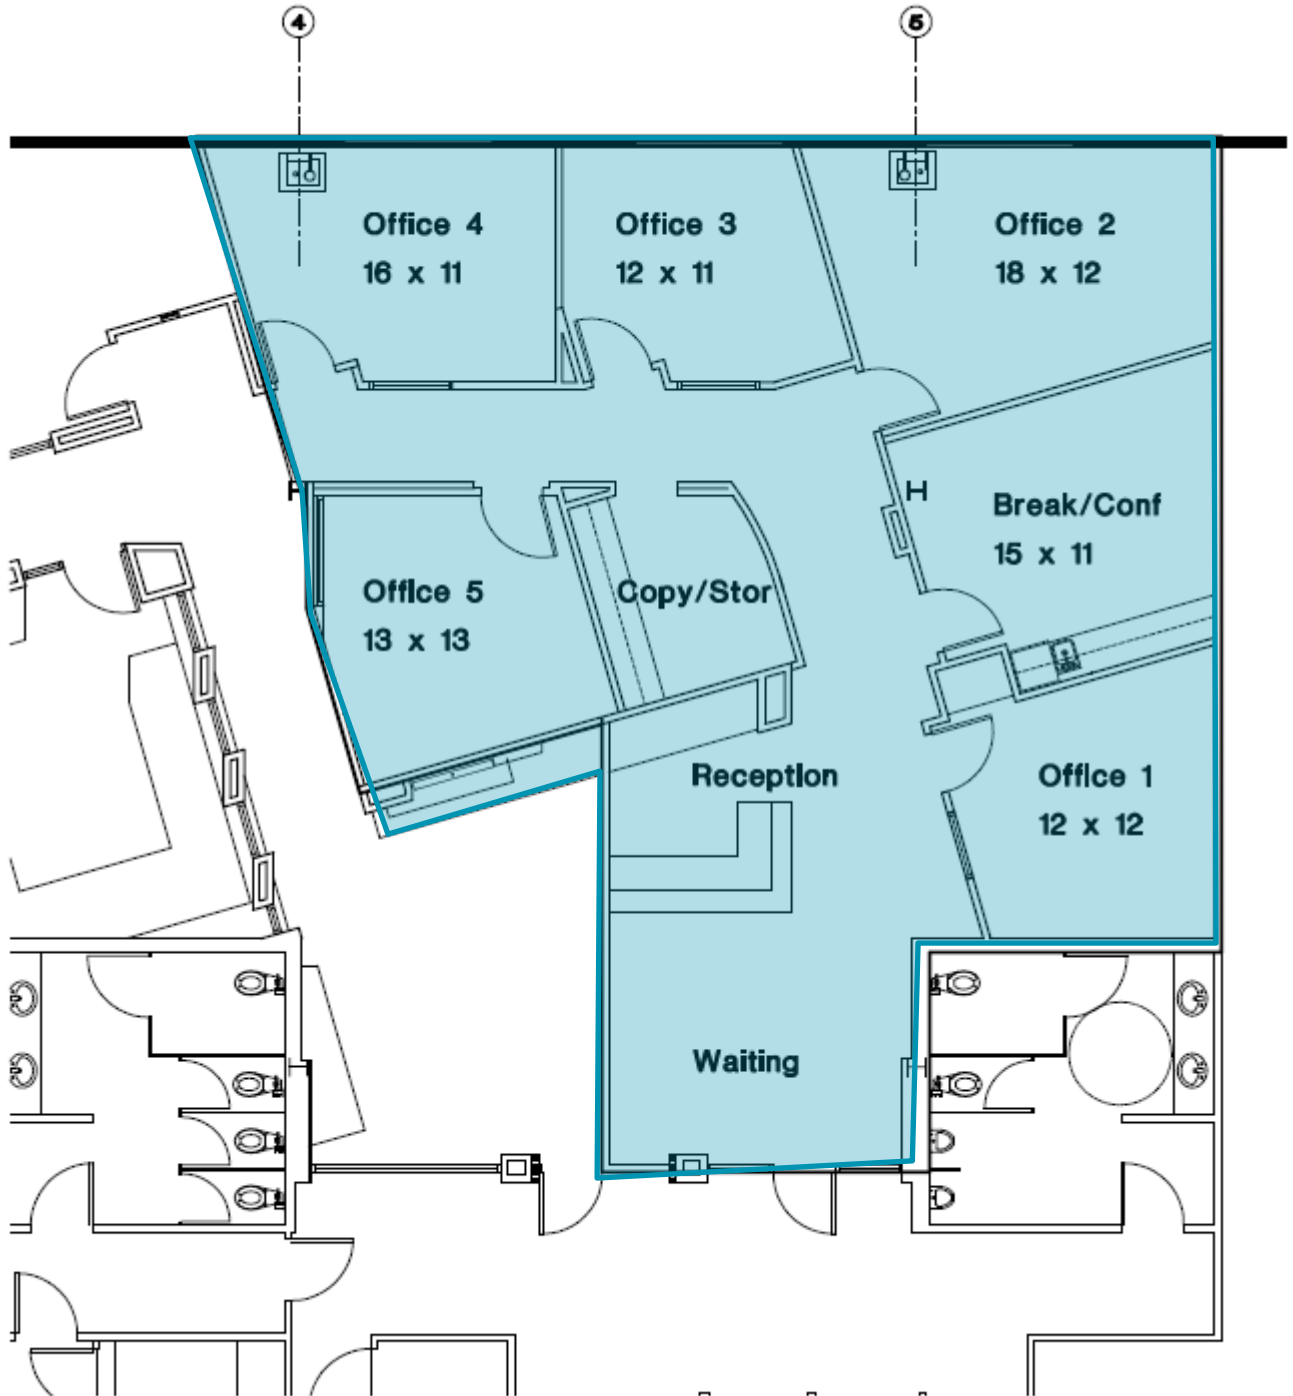 4
5
Office 4
16 x 11
Office 3
12 x 11
Office 2
18 x 12
Break/Conf
15 x 11
Office 5
13 x 13
Copy/Stor
Reception
Office 1
12 x 12
Waiting